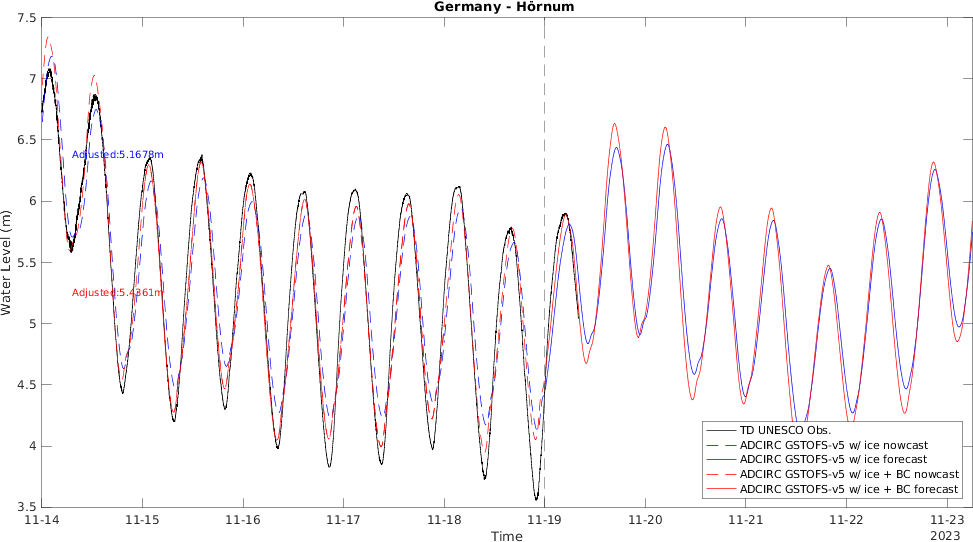 Germany - Hörnum
7.5
7
6.5
6
5.5
5
4.5
4
3.5
Water Level (m)
Adjusted:5.1678m
Adjusted:5.4361m
TD UNESCO Obs.
ADCIRC GSTOFS-v5 w/ ice nowcast
ADCIRC GSTOFS-v5 w/ ice forecast
ADCIRC GSTOFS-v5 w/ ice + BC nowcast
ADCIRC GSTOFS-v5 w/ ice + BC forecast
11-14 11-15 11-16 11-17 11-18 11-19 11-20 11-21 11-22 11-23
2023
Time